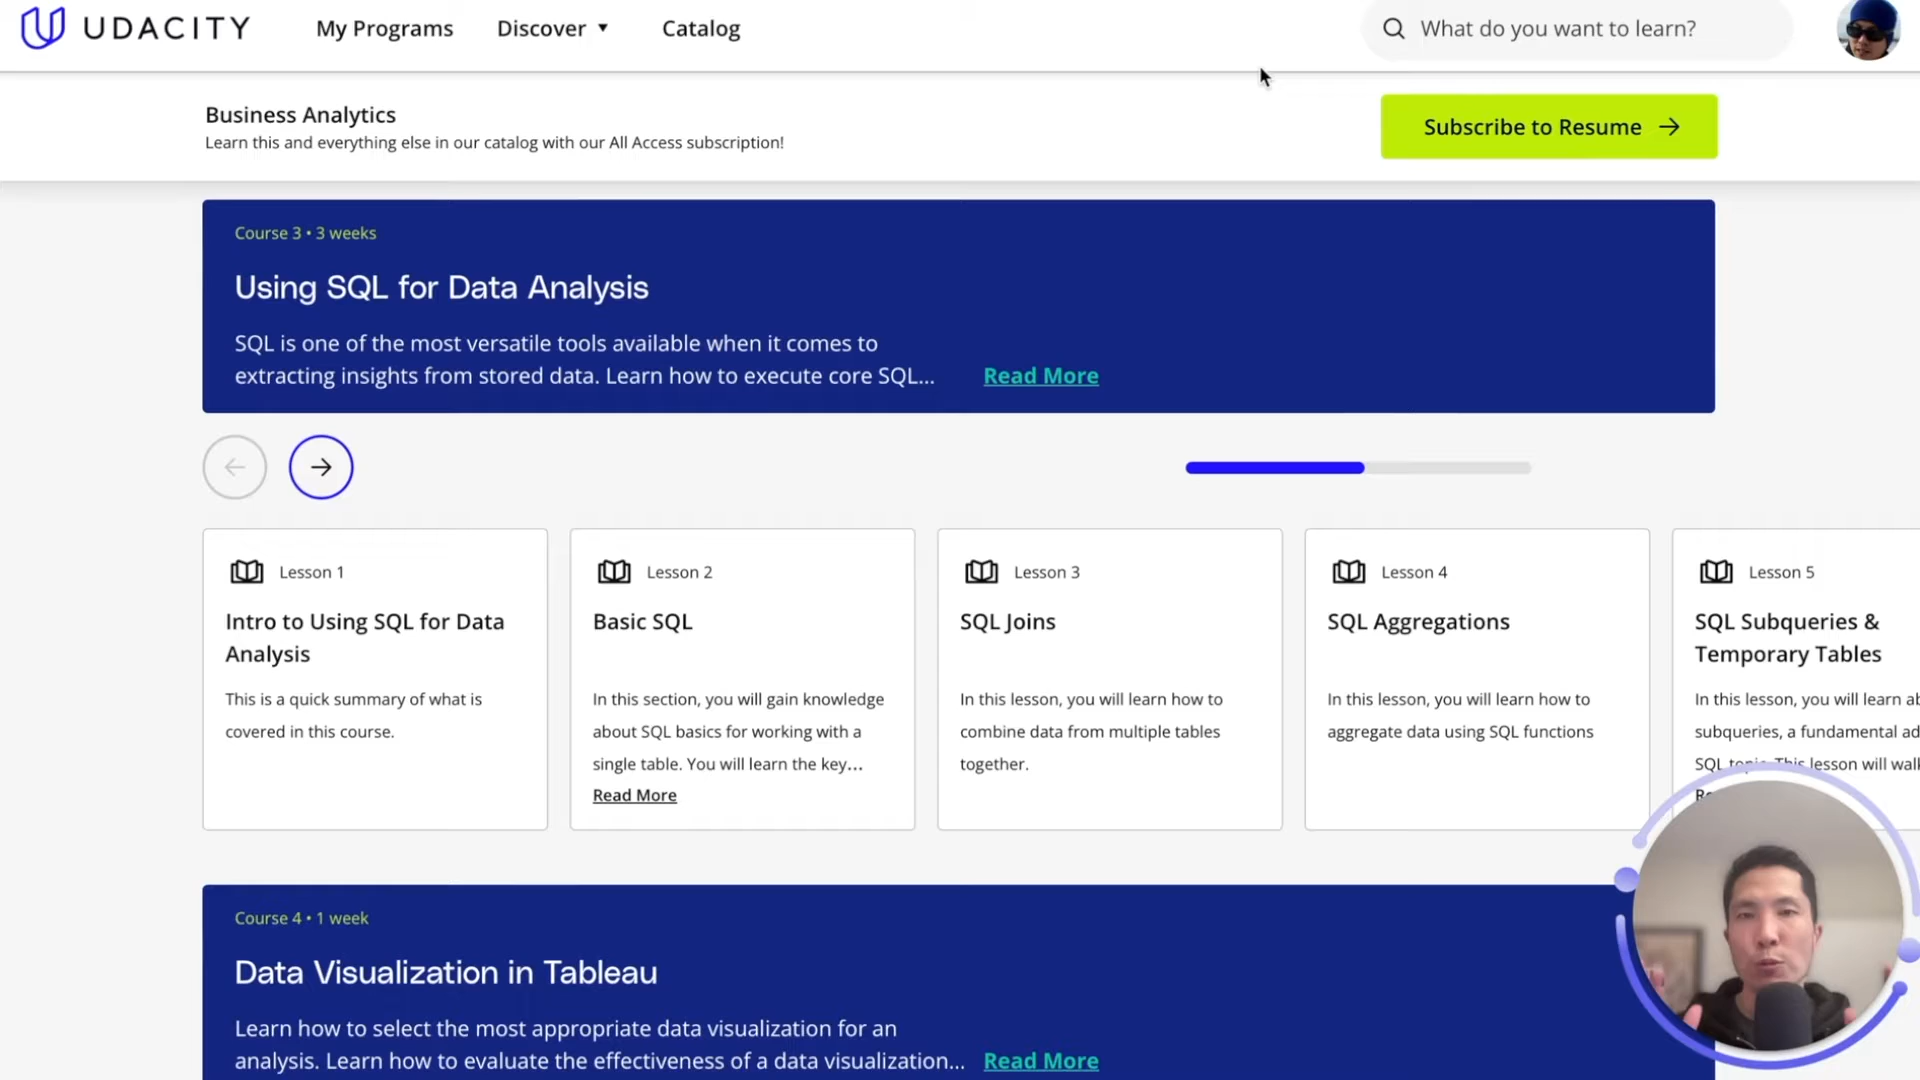 UDACITY
My Programs
Discover
Catalog
What do you want to learn?
Business Analytics
Learn this and everything else in our catalog with our All Access subscription!
Subscribe to Resume
Course 3 • 3 weeks
Using SQL for Data Analysis
SQL is one of the most versatile tools available when it comes to
extracting insights from stored data. Learn how to execute core SQL...
Read More
Lesson 1
Intro to Using SQL for Data
Analysis
This is a quick summary of what is
covered in this course.
Lesson 2
Basic SQL
In this section, you will gain knowledge
about SQL basics for working with a
single table. You will learn the key...
Read More
Lesson 3
SQL Joins
In this lesson, you will learn how to
combine data from multiple tables
together.
Lesson 4
SQL Aggregations
In this lesson, you will learn how to
aggregate data using SQL functions
Lesson 5
SQL Subqueries &
Temporary Tables
In this lesson, you will learn
subqueries, a fundamental
SQL topic. This lesson will
Course 4 • 1 week
Data Visualization in Tableau
Learn how to select the most appropriate data visualization for an
analysis. Learn how to evaluate the effectiveness of a data visualization...
Read More